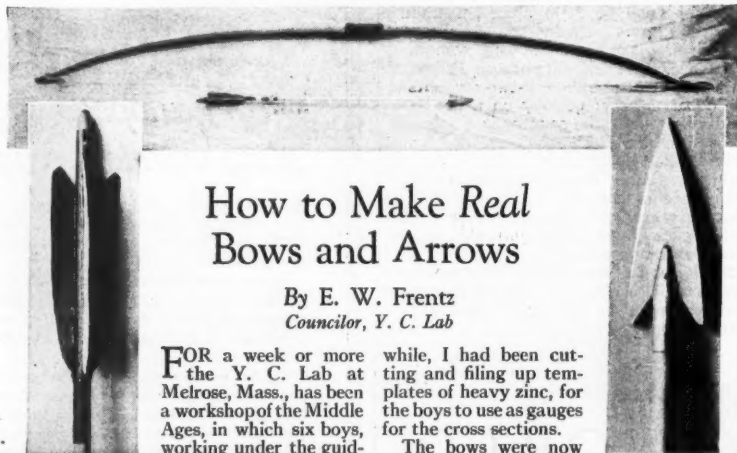 How to Make Real
Bows and Arrows
By E. W. Frentz
Councilor, Y. C. Lab
FOR a week or more
the Y. C. Lab at
Melrose, Mass., has been
a workshop of the Middle
Ages, in which six boys,
working under the guid-
while, I had been cut-
ting and filing up tem-
plates of heavy zinc, for
the boys to use as gauges
for the cross sections.
The bows were now